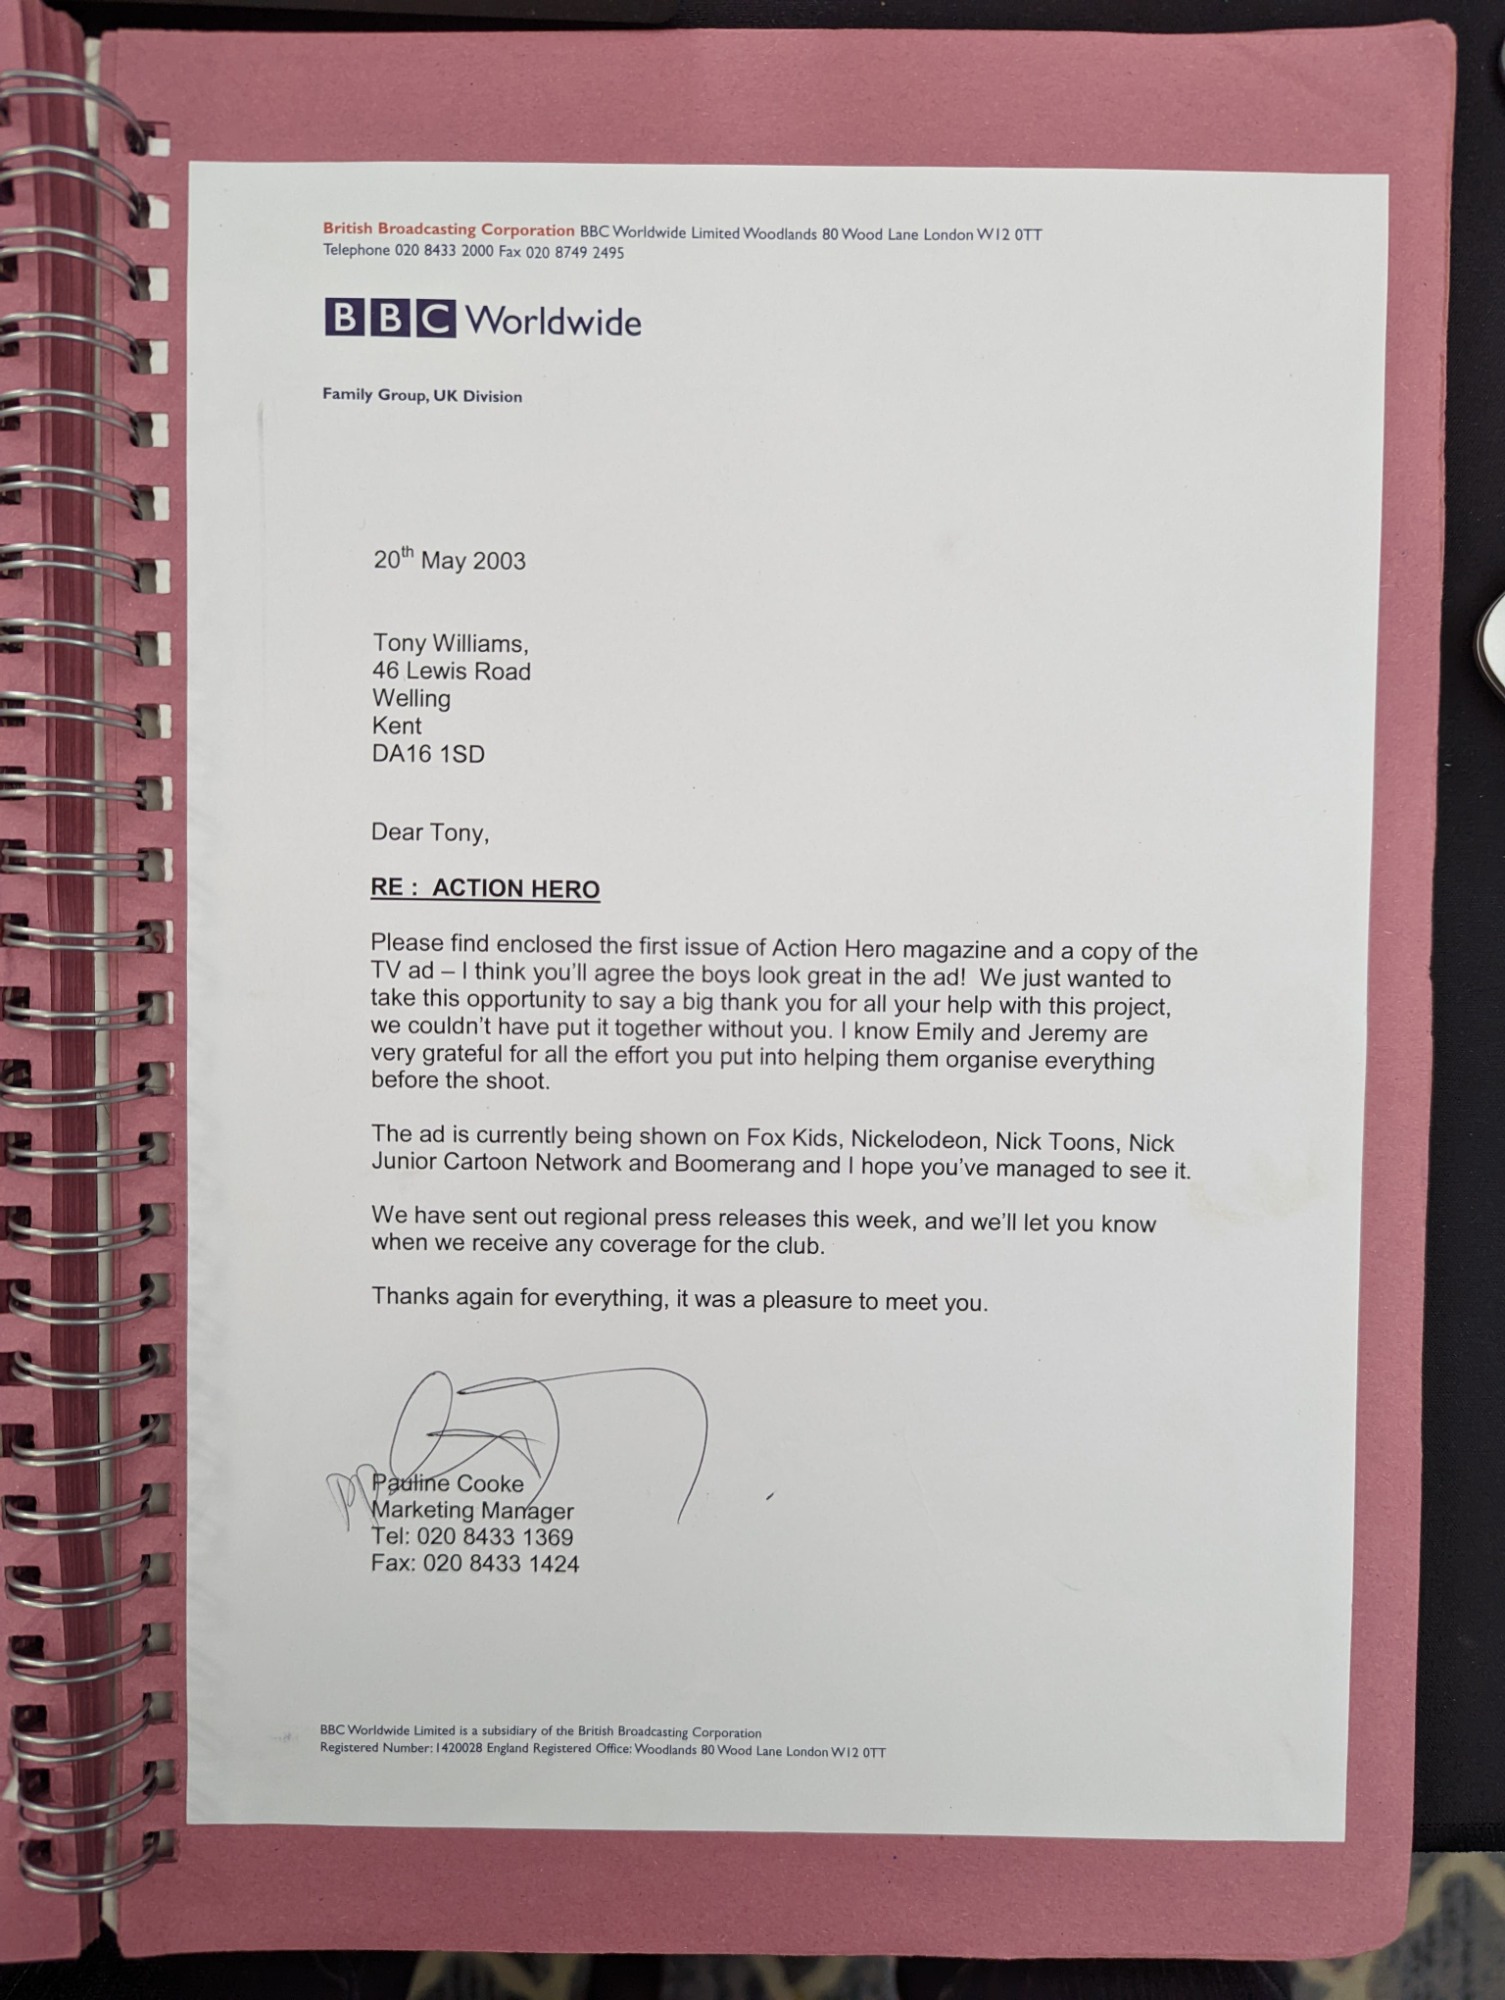 British Broadcasting Corporation BBC Worldwide Limited Woodlands 80 Wood Lane London W12 0TT
Telephone 020 8433 2000 Fax 020 8749 2495
BBC Worldwide
Family Group, UK Division
20th May 2003
Tony Williams,
46 Lewis Road
Welling
Kent
DA16 1SD
Dear Tony,
RE : ACTION HERO
Please find enclosed the first issue of Action Hero magazine and a copy of the
TV ad – I think you'll agree the boys look great in the ad! We just wanted to
take this opportunity to say a big thank you for all your help with this project,
we couldn't have put it together without you. I know Emily and Jeremy are
very grateful for all the effort you put into helping them organise everything
before the shoot.
The ad is currently being shown on Fox Kids, Nickelodeon, Nick Toons, Nick
Junior Cartoon Network and Boomerang and I hope you've managed to see it.
We have sent out regional press releases this week, and we'll let you know
when we receive any coverage for the club.
Thanks again for everything, it was a pleasure to meet you.
pp Pauline Cooke
Marketing Manager
Tel: 020 8433 1369
Fax: 020 8433 1424
BBC Worldwide Limited is a subsidiary of the British Broadcasting Corporation
Registered Number: 1420028 England Registered Office: Woodlands 80 Wood Lane London W12 0TT